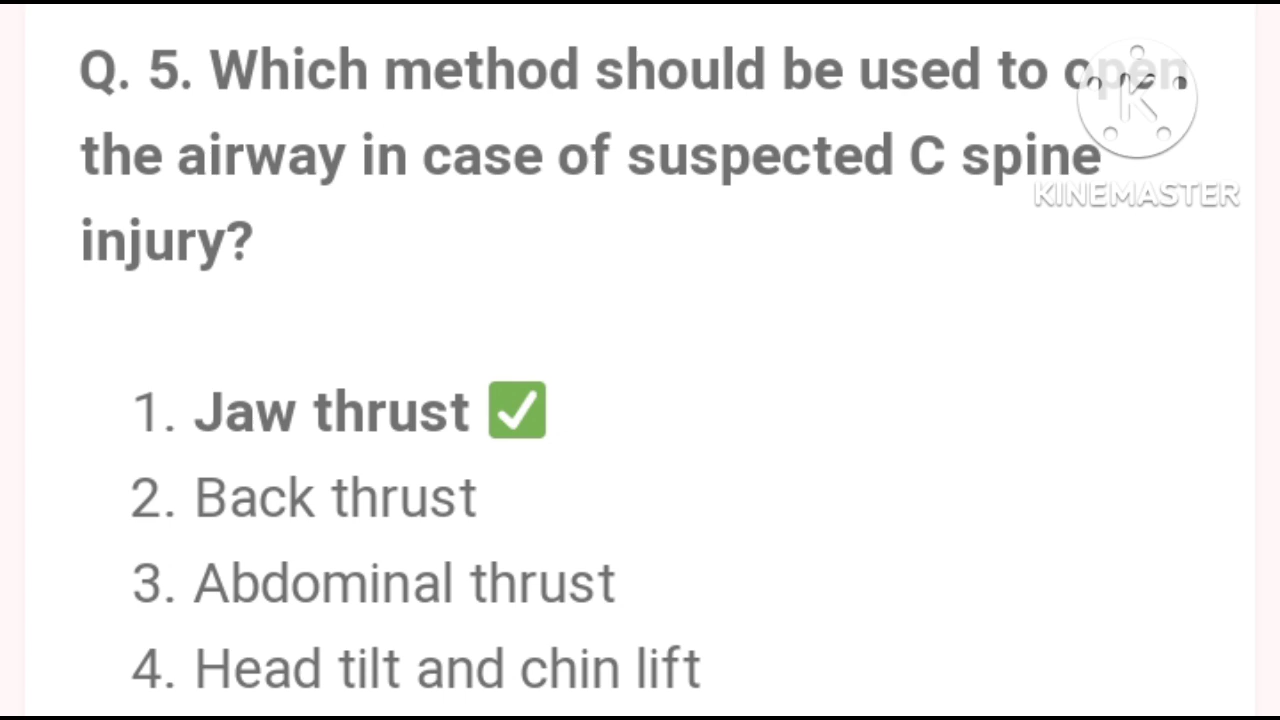 Q. 5. Which method should be used to open
the airway in case of suspected C spine
injury?
1. Jaw thrust ✅
2. Back thrust
3. Abdominal thrust
4. Head tilt and chin lift
K
KINEMASTER